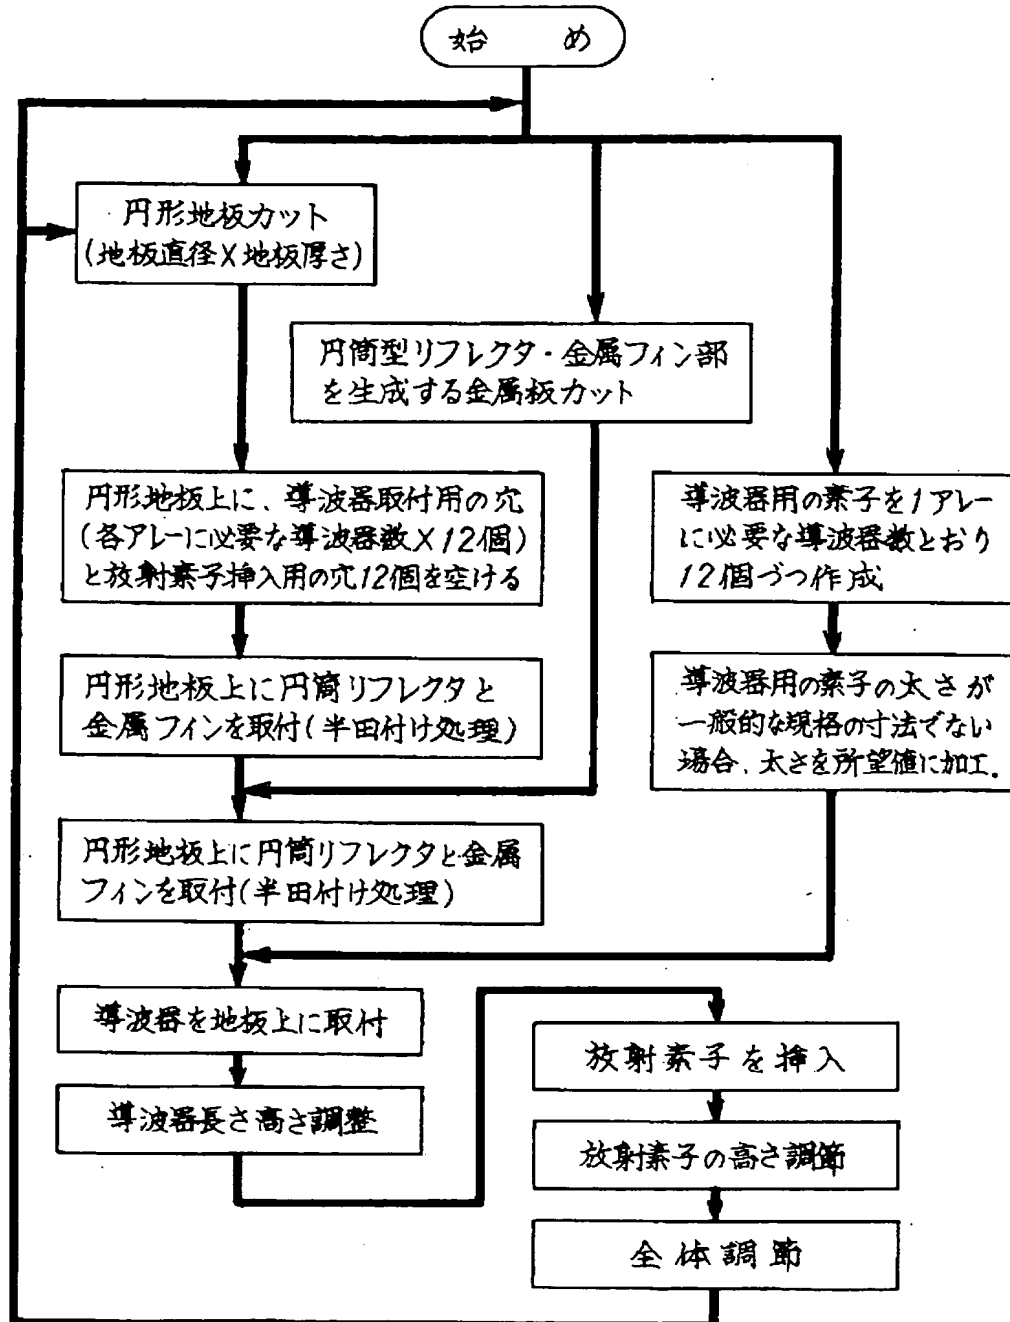 始 め
円形地板カット
(地板直径×地板厚さ)
円筒型リフレクタ・金属フィン部
を生成する金属板カット
円形地板上に、導波器取付用の穴
(各アレーに必要な導波器数×12個)
と放射素子挿入用の穴12個を空ける
導波器用の素子を1アレー
に必要な導波器数とおり
12個づつ作成
円形地板上に円筒リフレクタと
金属フィンを取付(半田付け処理)
導波器用の素子の太さが
一般的な規格の寸法でない
場合、太さを所望値に加工.
円形地板上に円筒リフレクタと金属
フィンを取付(半田付け処理)
導波器を地板上に取付
導波器長さ高さ調整
放射素子を挿入
放射素子の高さ調節
全体調節